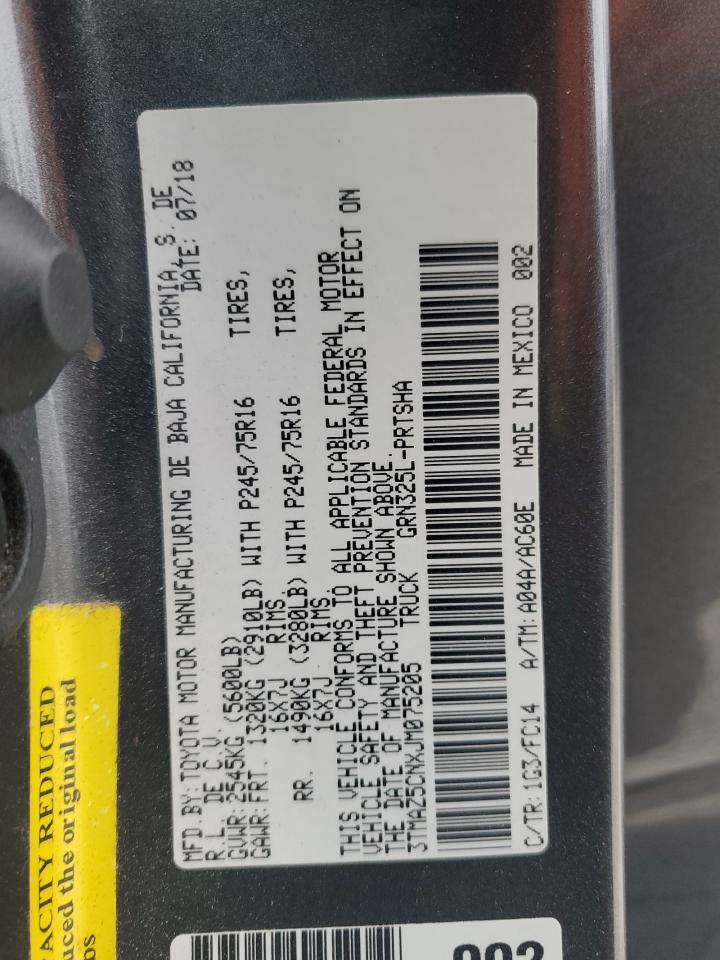 MFD.BY:TOYOTA MOTOR MANUFACTURING DE BAJA CALIFORNIA,S. DE
R.L. DE C.V. DATE: 07/18
GVWR:2545KG (5600LB)
GAWR:FRT. 1320KG (2910LB) WITH P245/75R16 TIRES,
16X7J RIMS.
RR. 1490KG (3280LB) WITH P245/75R16 TIRES,
16X7J RIMS.
THIS VEHICLE CONFORMS TO ALL APPLICABLE FEDERAL MOTOR
VEHICLE SAFETY AND THEFT PREVENTION STANDARDS IN EFFECT ON
THE DATE OF MANUFACTURE SHOWN ABOVE.
3TMAZ5CNXJM075205 TRUCK GRN325L-PRTSHA
C/TR:1G3/FC14 A/TM:A04A/AC60E MADE IN MEXICO 002
ACITY REDUCED
uced the original load